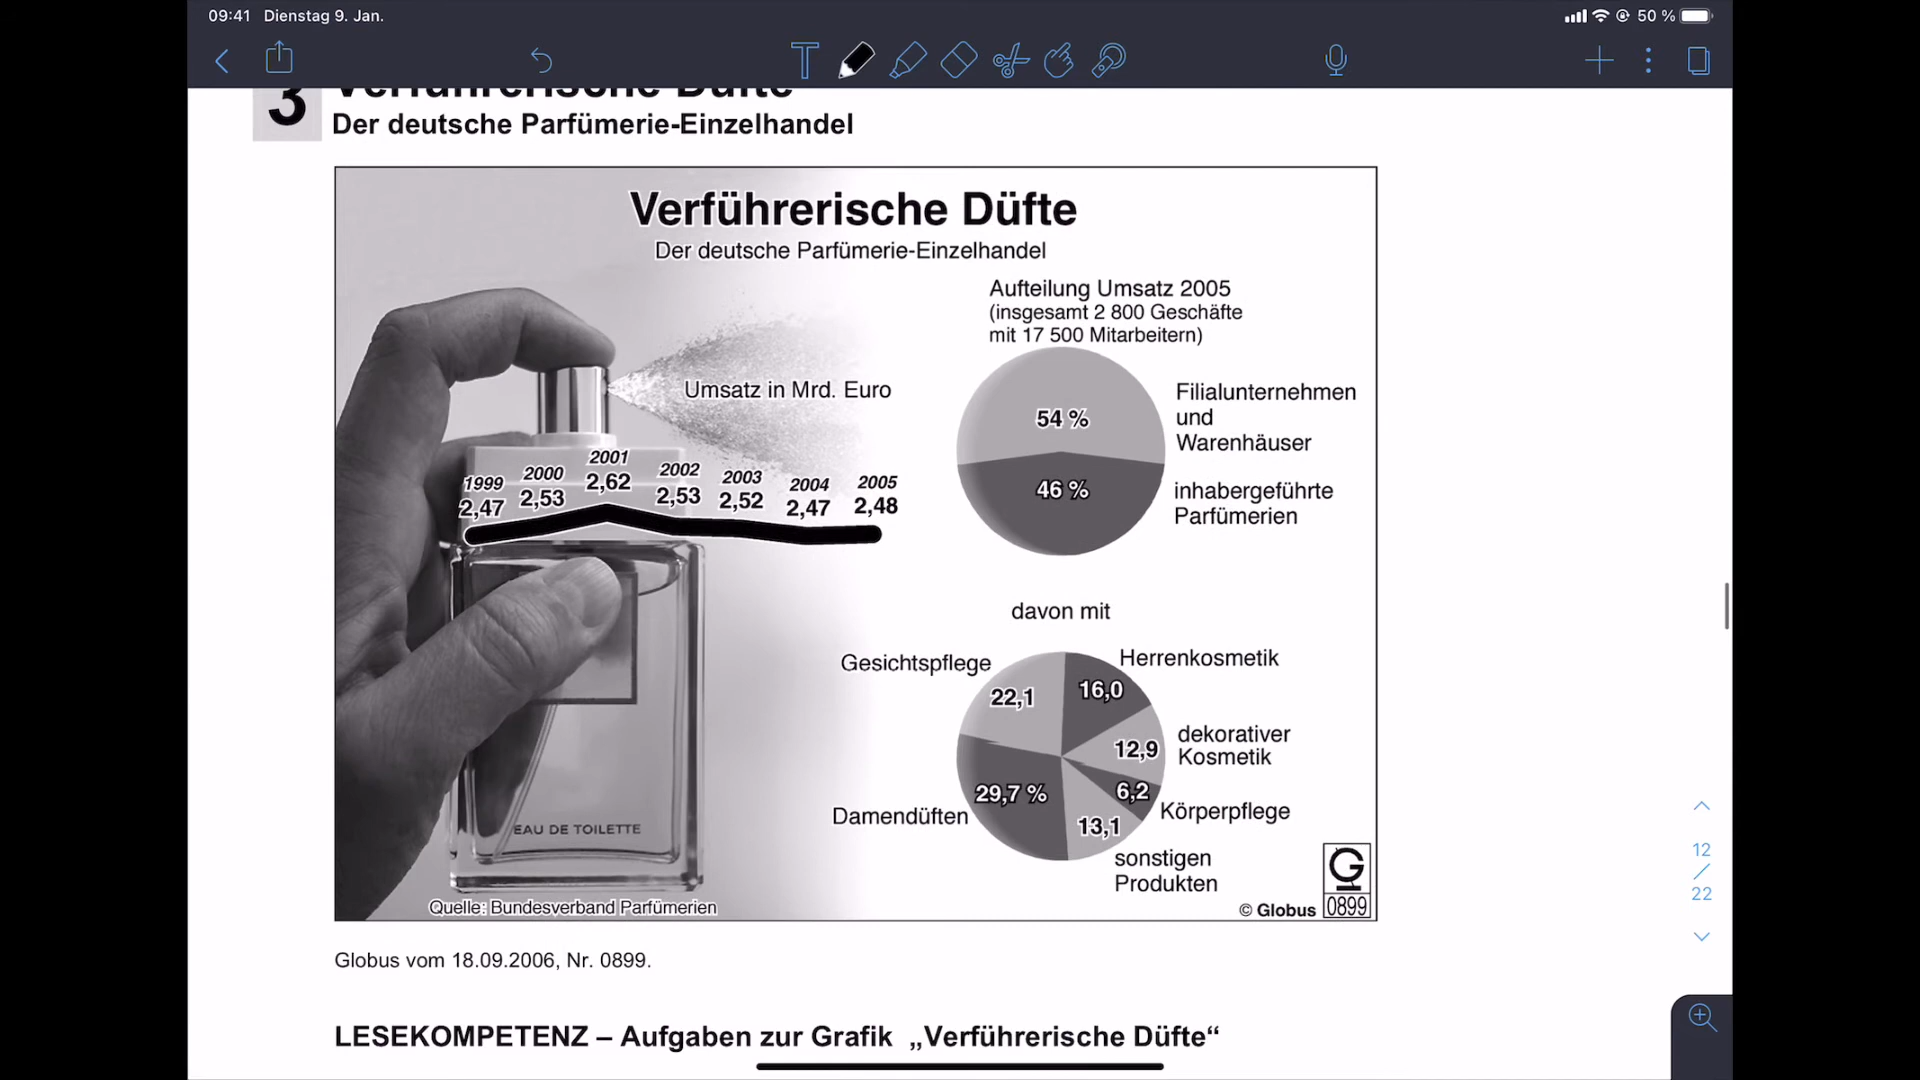 09:41 Dienstag 9. Jan.
50 %
3 Verführerische Düfte
Der deutsche Parfümerie-Einzelhandel
Verführerische Düfte
Der deutsche Parfümerie-Einzelhandel
Umsatz in Mrd. Euro
1999 2000 2001 2002 2003 2004 2005
2,47 2,53 2,62 2,53 2,52 2,47 2,48
EAU DE TOILETTE
Quelle: Bundesverband Parfümerien
Aufteilung Umsatz 2005
(insgesamt 2 800 Geschäfte
mit 17 500 Mitarbeitern)
54 %
Filialunternehmen
und
Warenhäuser
46 %
inhabergeführte
Parfümerien
davon mit
Gesichtspflege
22,1
Herrenkosmetik
16,0
dekorativer
Kosmetik
12,9
Körperpflege
6,2
Damendüften
29,7 %
13,1
sonstigen
Produkten
© Globus
G
0899
Globus vom 18.09.2006, Nr. 0899.
LESEKOMPETENZ – Aufgaben zur Grafik „Verführerische Düfte“
12
/
22